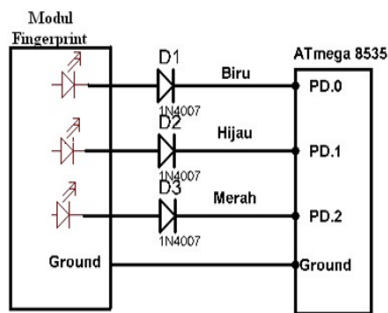 Modul
Fingerprint
ATmega 8535
D1
Biru
PD.0
1N4007
D2
Hijau
PD.1
1N4007
D3
Merah
PD.2
1N4007
Ground
Ground